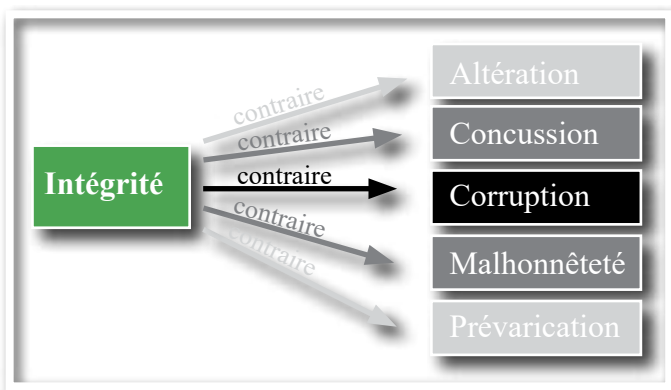 Altération
contraire
contraire
Concussion
Intégrité
contraire
Corruption
contraire
Malhonnêteté
contraire
Prévarication